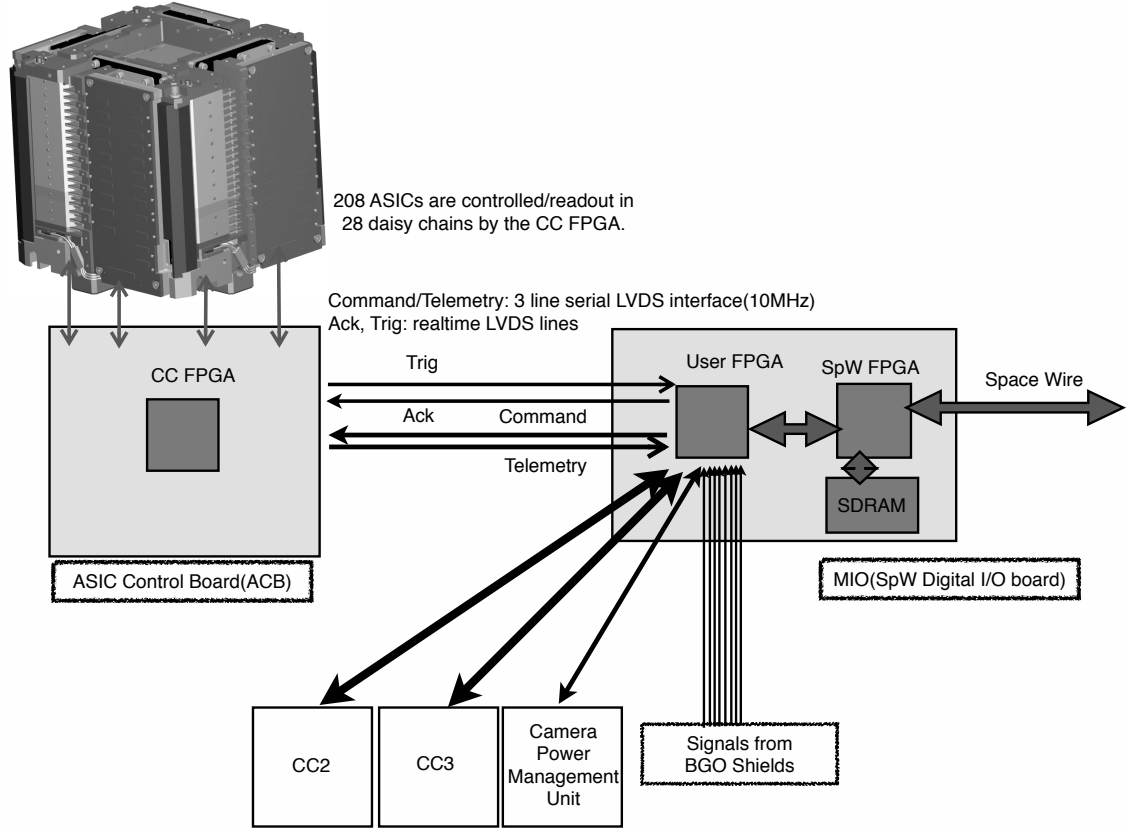 208 ASICs are controlled/readout in
28 daisy chains by the CC FPGA.
Command/Telemetry: 3 line serial LVDS interface(10MHz)
Ack, Trig: realtime LVDS lines
CC FPGA
Trig
Ack
Command
Telemetry
User FPGA
SpW FPGA
Space Wire
SDRAM
ASIC Control Board(ACB)
MIO(SpW Digital I/O board)
CC2
CC3
Camera
Power
Management
Unit
Signals from
BGO Shields